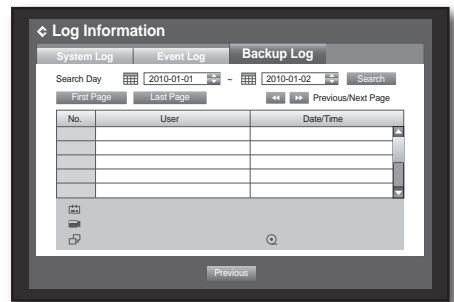 Log Information
System Log Event Log Backup Log
Search Day 2010-01-01 ~ 2010-01-02 Search
First Page Last Page Previous/Next Page
No. User Date/Time
Previous